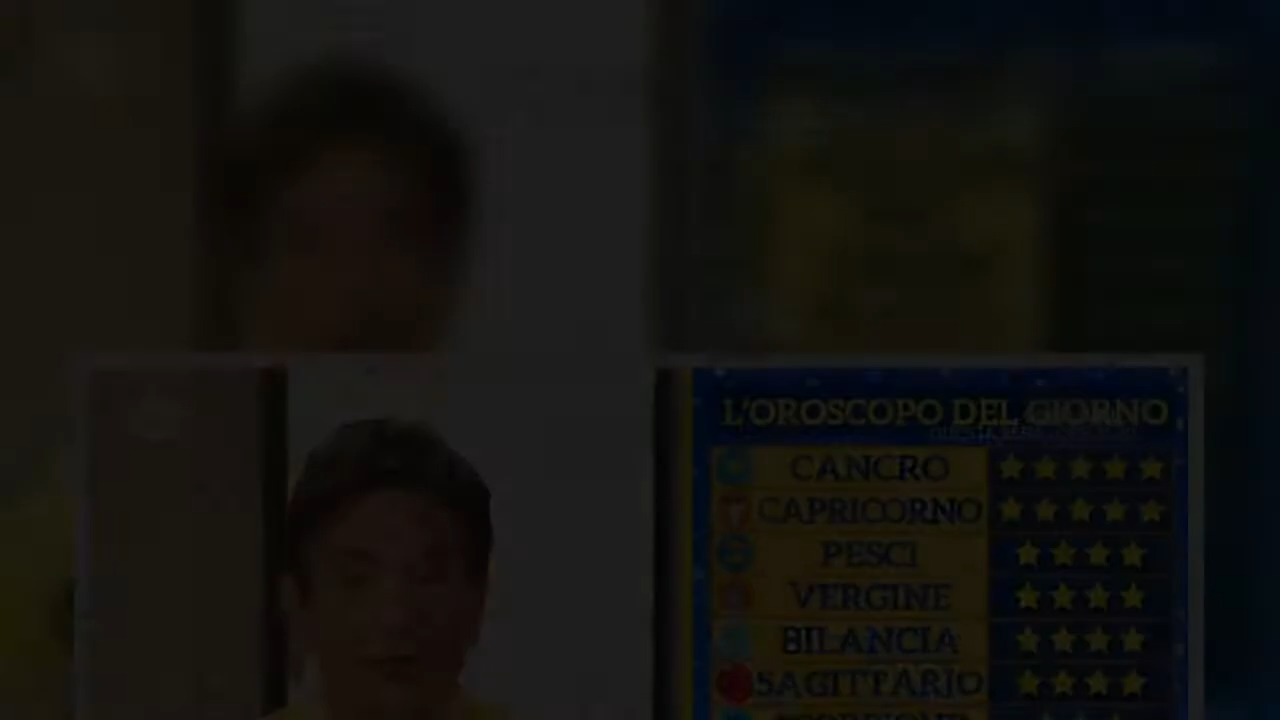 L'OROSCOPO DEL GIORNO
CANCRO
CAPRICORNO
PESCI
VERGINE
BILANCIA
SAGITTARIO